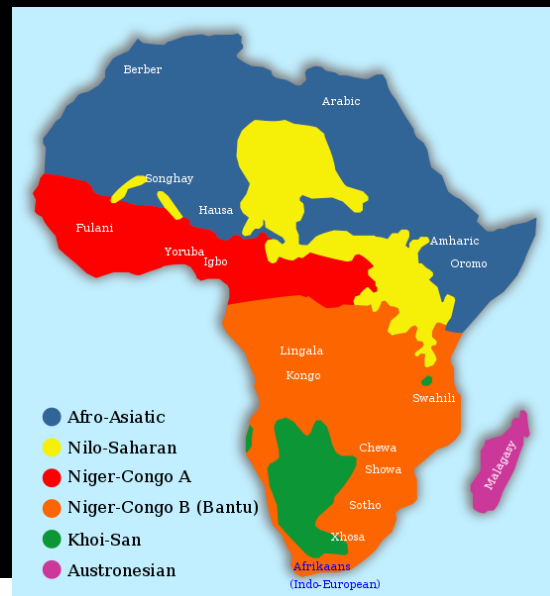 Berber
Arabic
Songhay
Hausa
Fulani
Yoruba
Igbo
Amharic
Oromo
Lingala
Kongo
Swahili
Chewa
Showa
Sotho
Xhosa
Malagasy
Afrikaans
(Indo-European)
Afro-Asiatic
Nilo-Saharan
Niger-Congo A
Niger-Congo B (Bantu)
Khoi-San
Austronesian